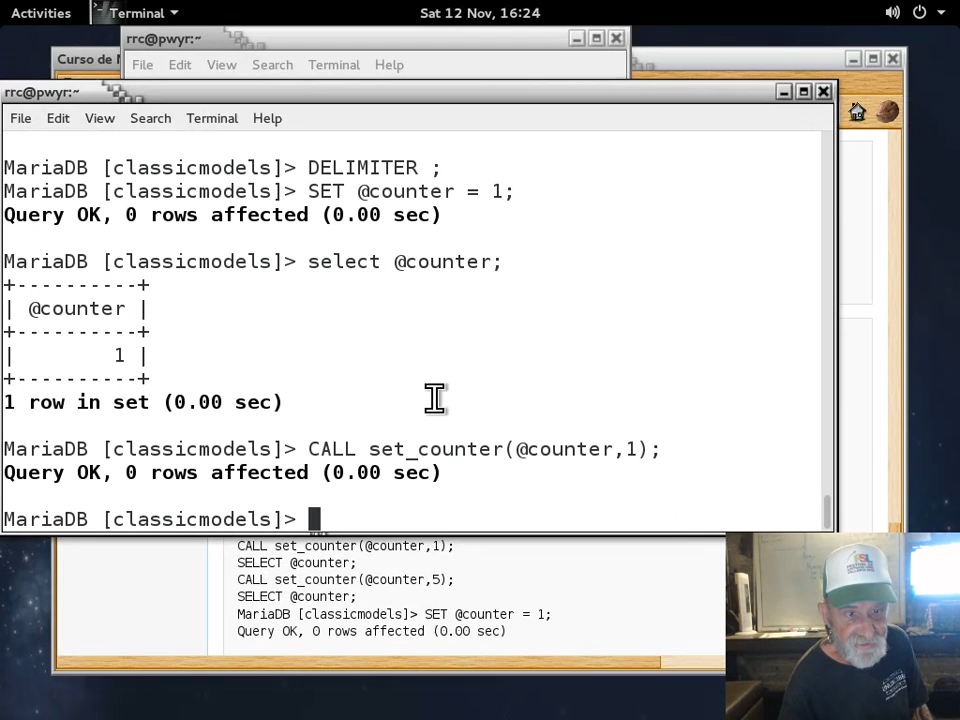 Activities Terminal Sat 12 Nov, 16:24
rrc@pwyr:~
Curso de
File Edit View Search Terminal Help
rrc@pwyr:~
File Edit View Search Terminal Help
MariaDB [classicmodels]> DELIMITER ;
MariaDB [classicmodels]> SET @counter = 1;
Query OK, 0 rows affected (0.00 sec)
MariaDB [classicmodels]> select @counter;
+----------+
| @counter |
+----------+
| 1 |
+----------+
1 row in set (0.00 sec)
MariaDB [classicmodels]> CALL set_counter(@counter,1);
Query OK, 0 rows affected (0.00 sec)
MariaDB [classicmodels]>
CALL set_counter(@counter,1);
SELECT @counter;
CALL set_counter(@counter,5);
SELECT @counter;
MariaDB [classicmodels]> SET @counter = 1;
Query OK, 0 rows affected (0.00 sec)